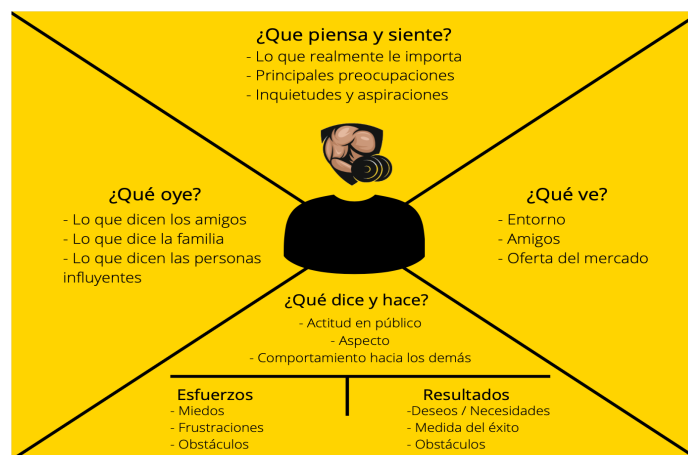 ¿Que piensa y siente?
- Lo que realmente le importa
- Principales preocupaciones
- Inquietudes y aspiraciones
¿Qué oye?
- Lo que dicen los amigos
- Lo que dice la familia
- Lo que dicen las personas
influyentes
¿Qué ve?
- Entorno
- Amigos
- Oferta del mercado
¿Qué dice y hace?
- Actitud en público
- Aspecto
- Comportamiento hacia los demás
Esfuerzos
- Miedos
- Frustraciones
- Obstáculos
Resultados
-Deseos / Necesidades
- Medida del éxito
- Obstáculos